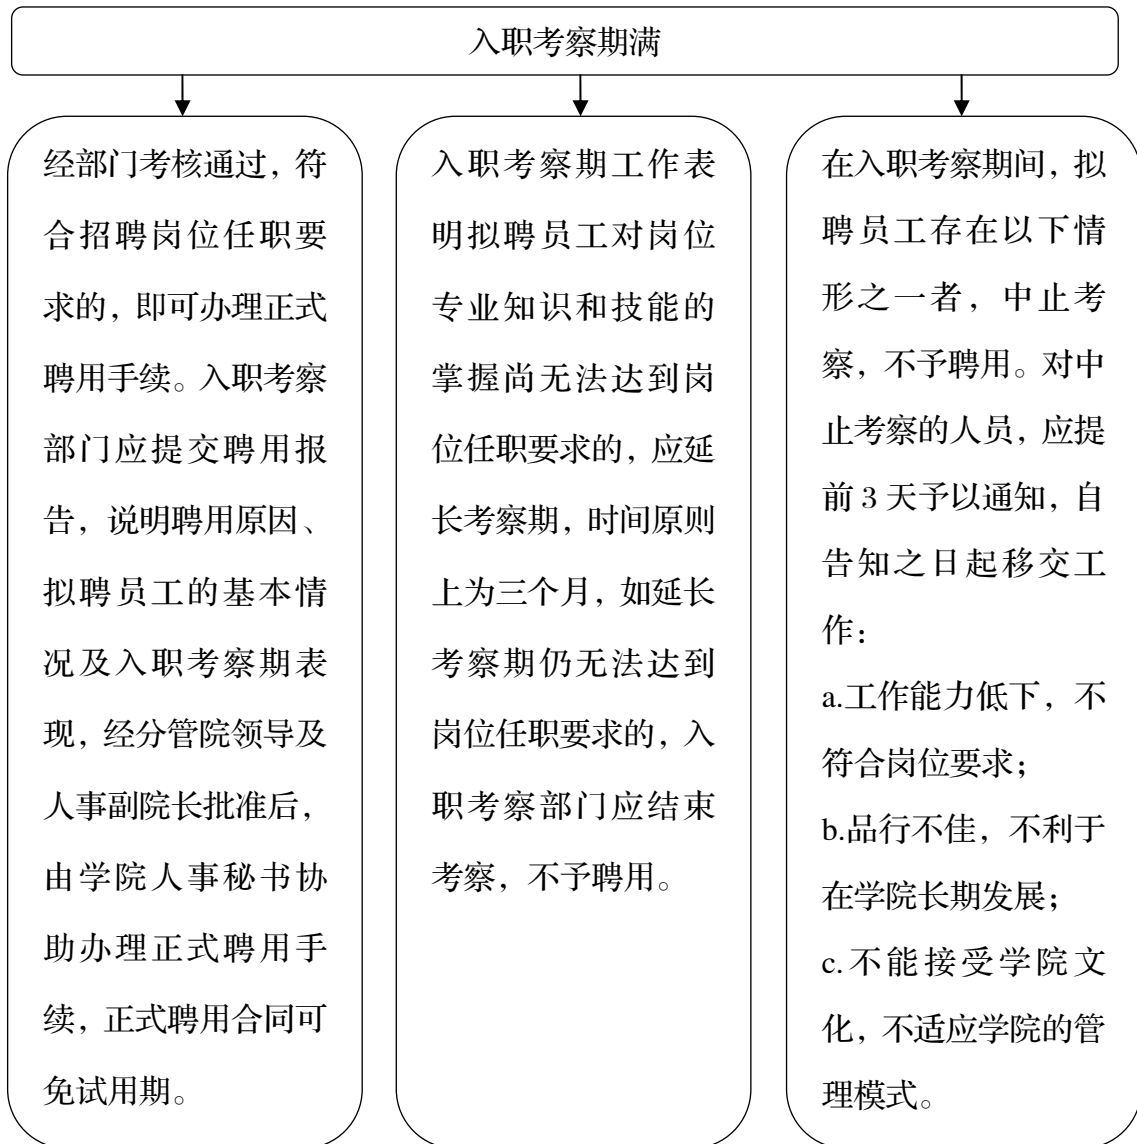 入职考察期满
经部门考核通过，符
合招聘岗位任职要
求的，即可办理正式
聘用手续。入职考察
部门应提交聘用报
告，说明聘用原因、
拟聘员工的基本情
况及入职考察期表
现，经分管院领导及
人事副院长批准后，
由学院人事秘书协
助办理正式聘用手
续，正式聘用合同可
免试用期。
入职考察期工作表
明拟聘员工对岗位
专业知识和技能的
掌握尚无法达到岗
位任职要求的，应延
长考察期，时间原则
上为三个月，如延长
考察期仍无法达到
岗位任职要求的，入
职考察部门应结束
考察，不予聘用。
在入职考察期间，拟
聘员工存在以下情
形之一者，中止考
察，不予聘用。对中
止考察的人员，应提
前 3 天予以通知，自
告知之日起移交工
作：
a.工作能力低下，不
符合岗位要求；
b.品行不佳，不利于
在学院长期发展；
c.不能接受学院文
化，不适应学院的管
理模式。